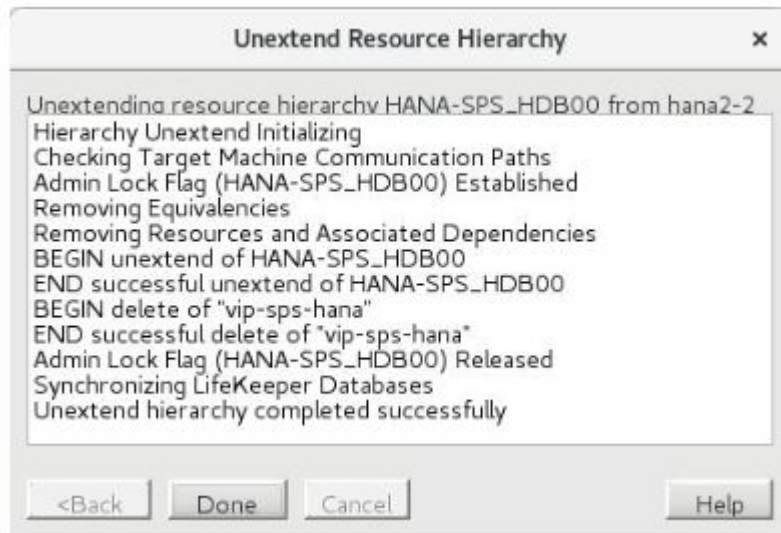 Unextend Resource Hierarchy ×
Unextending resource hierarchy HANA-SPS_HDB00 from hana2-2
Hierarchy Unextend Initializing
Checking Target Machine Communication Paths
Admin Lock Flag (HANA-SPS_HDB00) Established
Removing Equivalencies
Removing Resources and Associated Dependencies
BEGIN unextend of HANA-SPS_HDB00
END successful unextend of HANA-SPS_HDB00
BEGIN delete of "vip-sps-hana"
END successful delete of "vip-sps-hana"
Admin Lock Flag (HANA-SPS_HDB00) Released
Synchronizing LifeKeeper Databases
Unextend hierarchy completed successfully
<Back Done Cancel Help